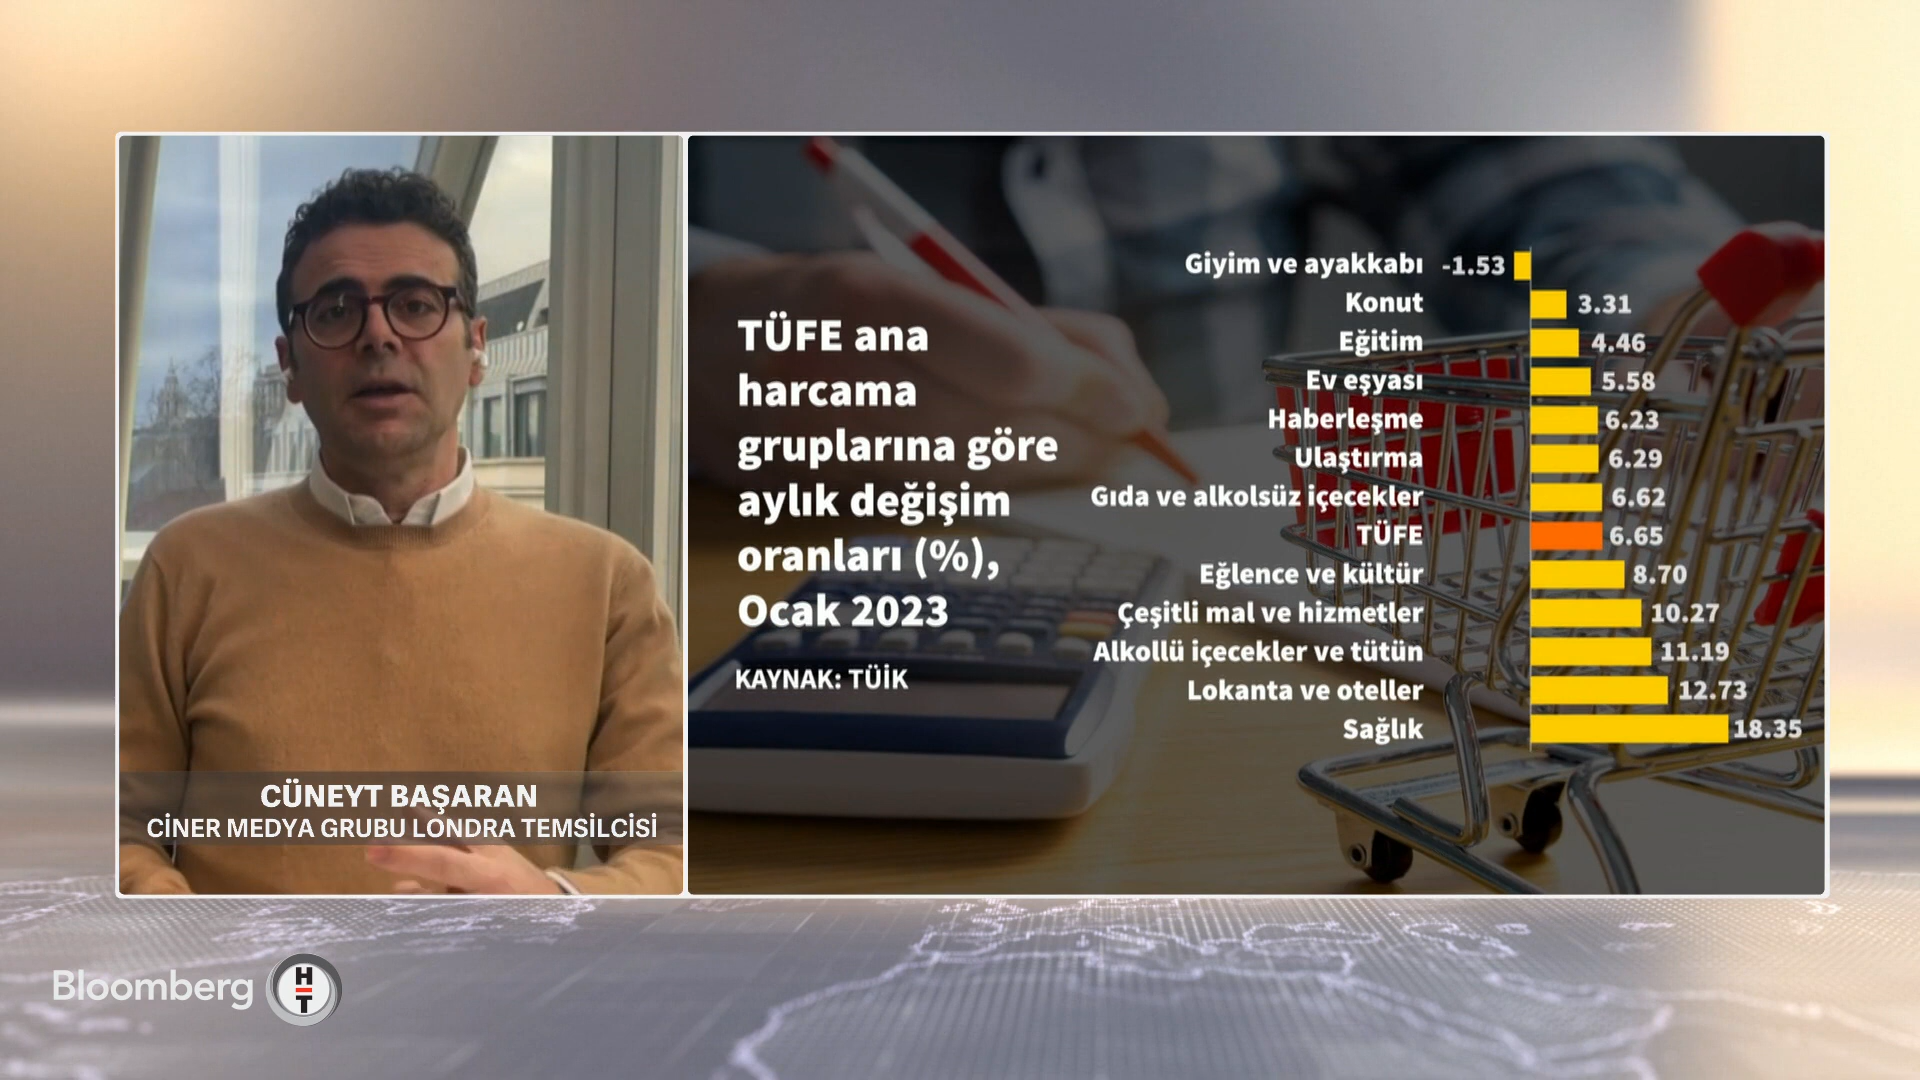 TÜFE ana
harcama
gruplarına göre
aylık değişim
oranları (%),
Ocak 2023
KAYNAK: TÜİK
Giyim ve ayakkabı -1.53
Konut 3.31
Eğitim 4.46
Ev eşyası 5.58
Haberleşme 6.23
Ulaştırma 6.29
Gıda ve alkolsüz içecekler 6.62
TÜFE 6.65
Eğlence ve kültür 8.70
Çeşitli mal ve hizmetler 10.27
Alkollü içecekler ve tütün 11.19
Lokanta ve oteller 12.73
Sağlık 18.35
CÜNEYT BAŞARAN
CİNER MEDYA GRUBU LONDRA TEMSİLCİSİ
Bloomberg HT